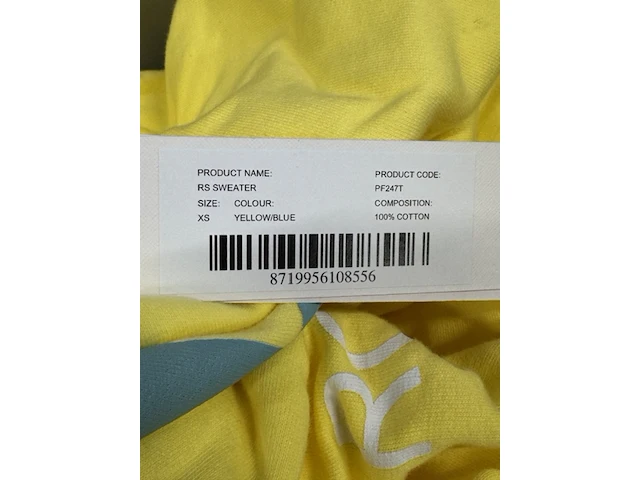 PRODUCT NAME:
RS SWEATER
SIZE: COLOUR:
XS YELLOW/BLUE
PRODUCT CODE:
PF247T
COMPOSITION:
100% COTTON
8719956108556